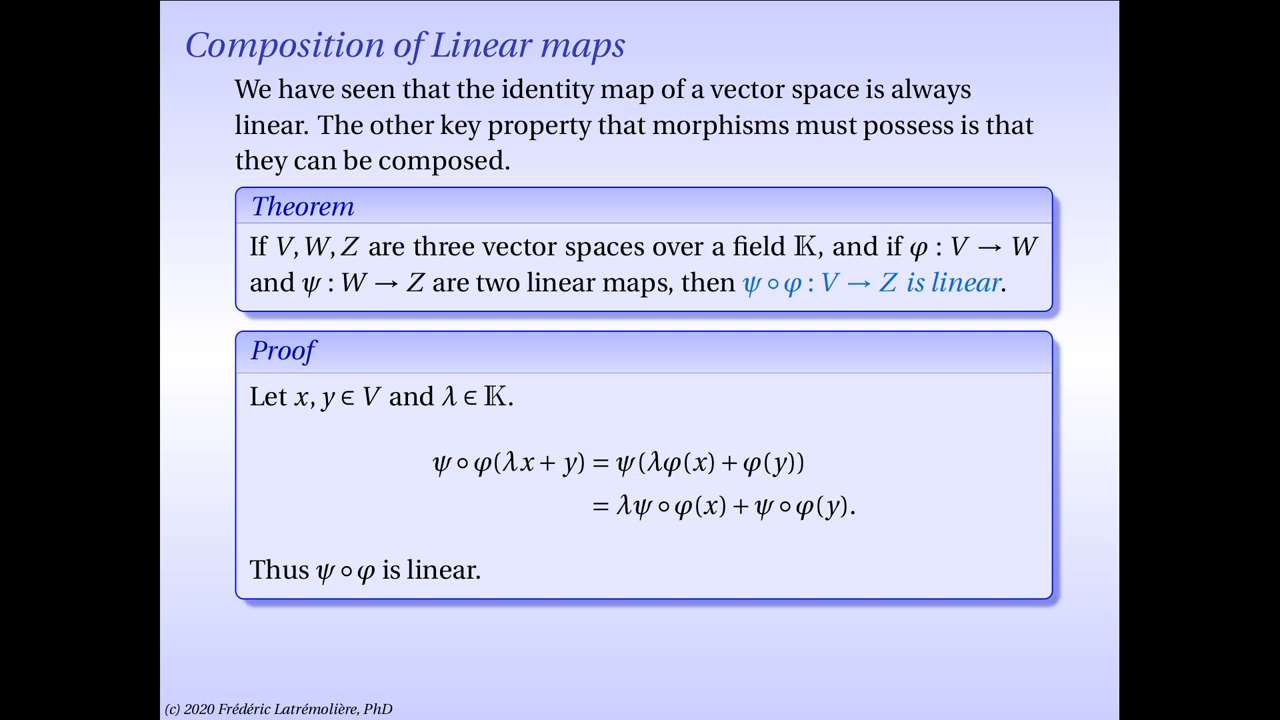 Composition of Linear maps
We have seen that the identity map of a vector space is always
linear. The other key property that morphisms must possess is that
they can be composed.
Theorem
If V, W, Z are three vector spaces over a field 𝕂, and if φ : V → W
and ψ : W → Z are two linear maps, then ψ ∘ φ : V → Z is linear.
Proof
Let x, y ∈ V and λ ∈ 𝕂.
ψ ∘ φ(λx + y) = ψ(λφ(x) + φ(y))
= λψ ∘ φ(x) + ψ ∘ φ(y).
Thus ψ ∘ φ is linear.
(c) 2020 Frédéric Latrémolière, PhD